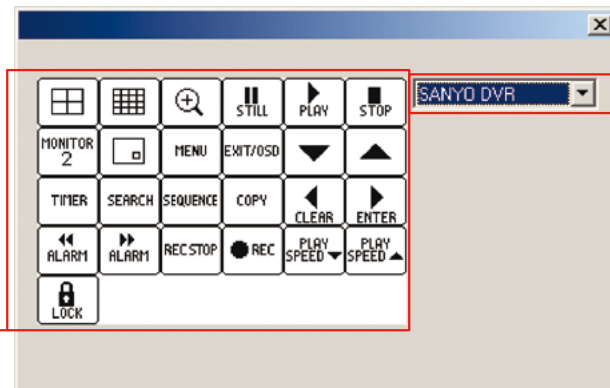 SANYO DVR
STILL
PLAY
STOP
MONITOR
2
MENU
EXIT/OSD
TIMER
SEARCH
SEQUENCE
COPY
CLEAR
ENTER
ALARM
ALARM
REC STOP
REC
PLAY
SPEED
PLAY
SPEED
LOCK